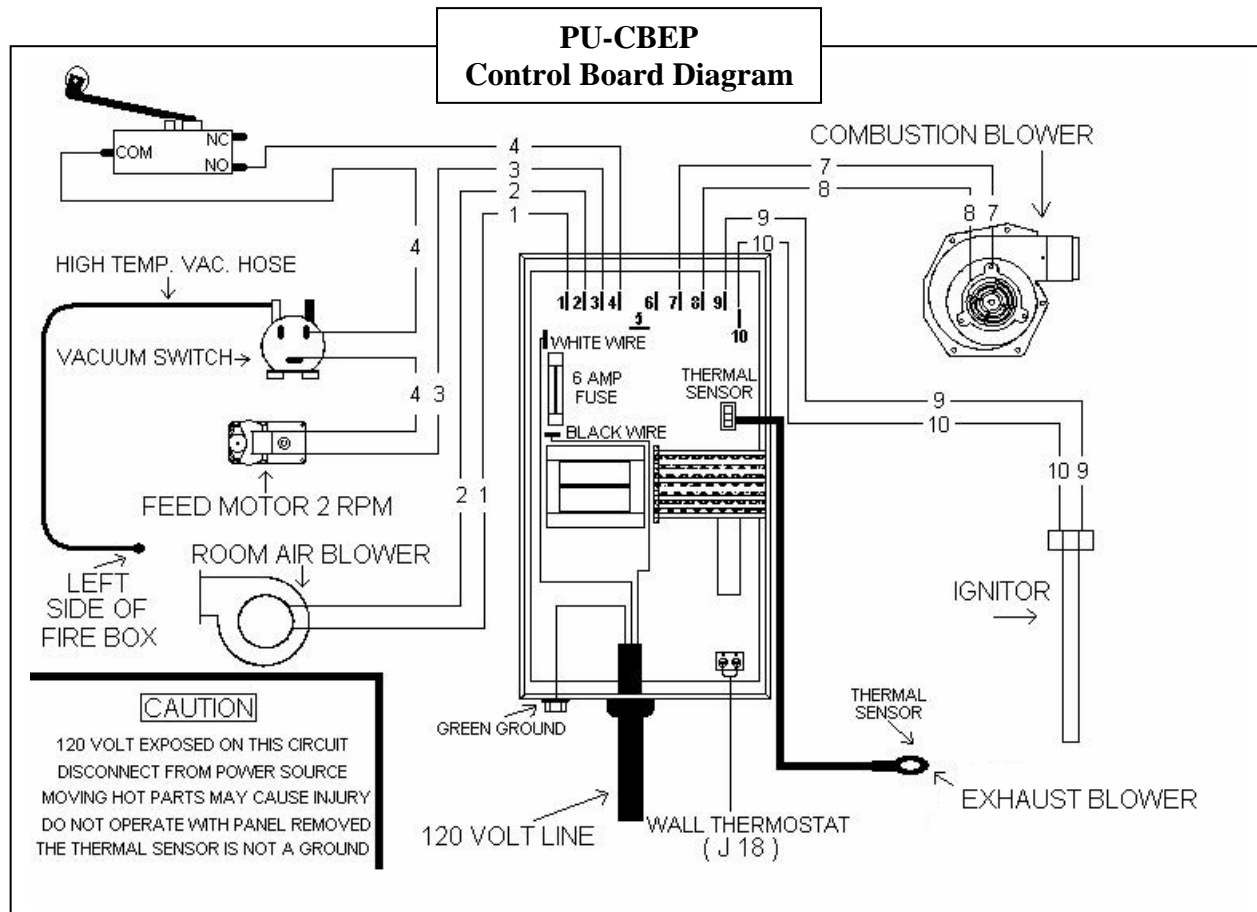 PU-CBEP
Control Board Diagram
NC
COM
NO
4
3
2
1
4
HIGH TEMP. VAC. HOSE
VACUUM SWITCH
4 3
FEED MOTOR 2 RPM
2 1
ROOM AIR BLOWER
LEFT
SIDE OF
FIRE BOX
COMBUSTION BLOWER
7
8
8 7
9
10
1 2 3 4 6 7 8 9
5
10
WHITE WIRE
6 AMP
FUSE
THERMAL
SENSOR
BLACK WIRE
9
10
10 9
IGNITOR
THERMAL
SENSOR
EXHAUST BLOWER
GREEN GROUND
120 VOLT LINE
WALL THERMOSTAT
( J 18 )
CAUTION
120 VOLT EXPOSED ON THIS CIRCUIT
DISCONNECT FROM POWER SOURCE
MOVING HOT PARTS MAY CAUSE INJURY
DO NOT OPERATE WITH PANEL REMOVED
THE THERMAL SENSOR IS NOT A GROUND